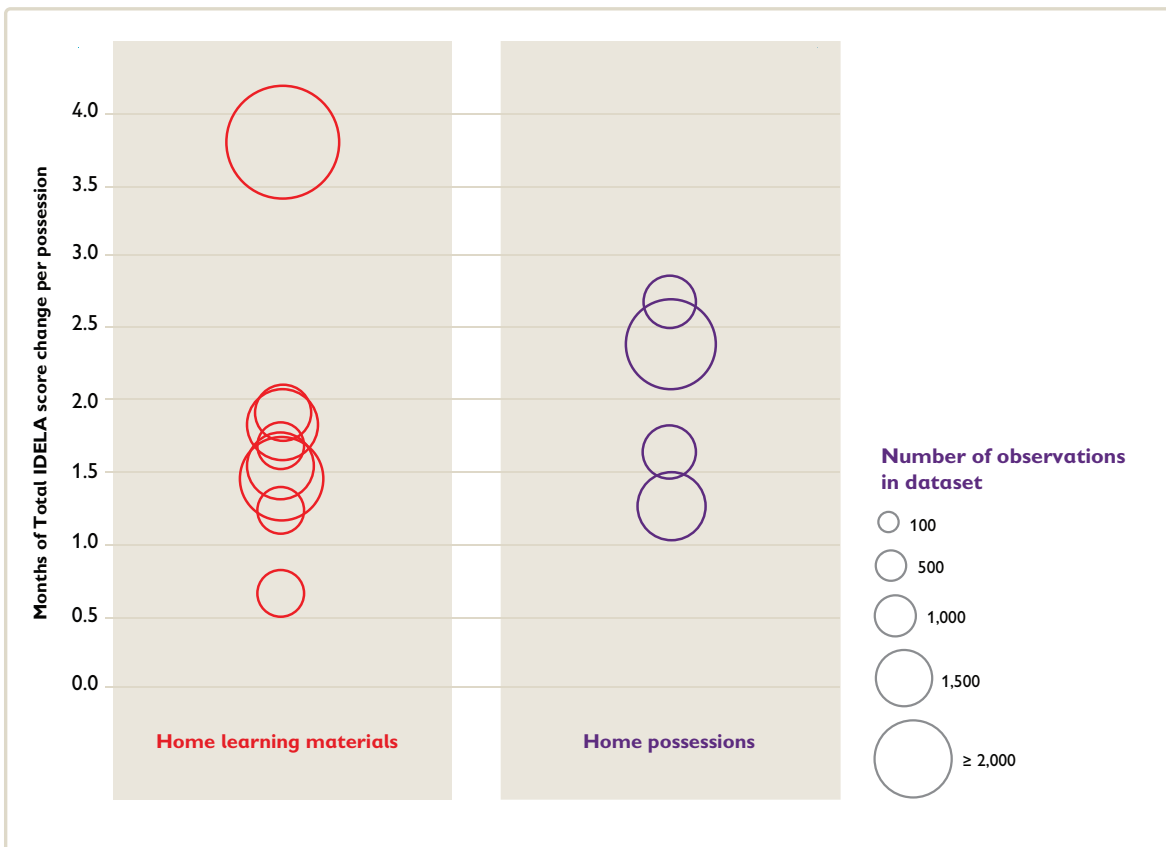 Months of Total IDELA score change per possession
4.0
3.5
3.0
2.5
2.0
1.5
1.0
0.5
0.0
Home learning materials
Home possessions
Number of observations
in dataset
100
500
1,000
1,500
≥ 2,000